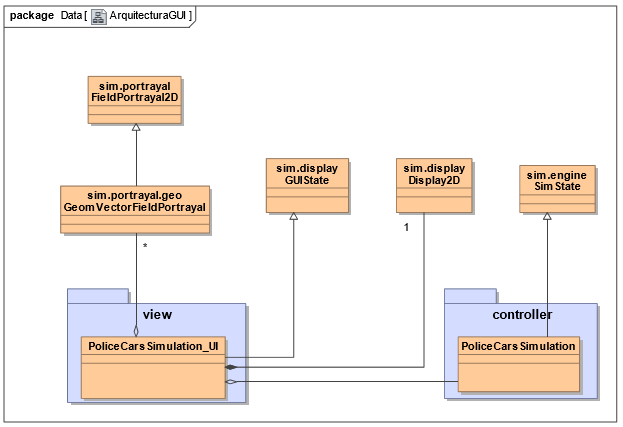 package Data [ ArquitecturaGUI ]
sim.portrayal
FieldPortrayal2D
sim.portrayal.geo
GeomVectorFieldPortrayal
*
sim.display
GUIState
sim.display
Display2D
1
sim.engine
SimState
view
PoliceCarsSimulation_UI
controller
PoliceCarsSimulation